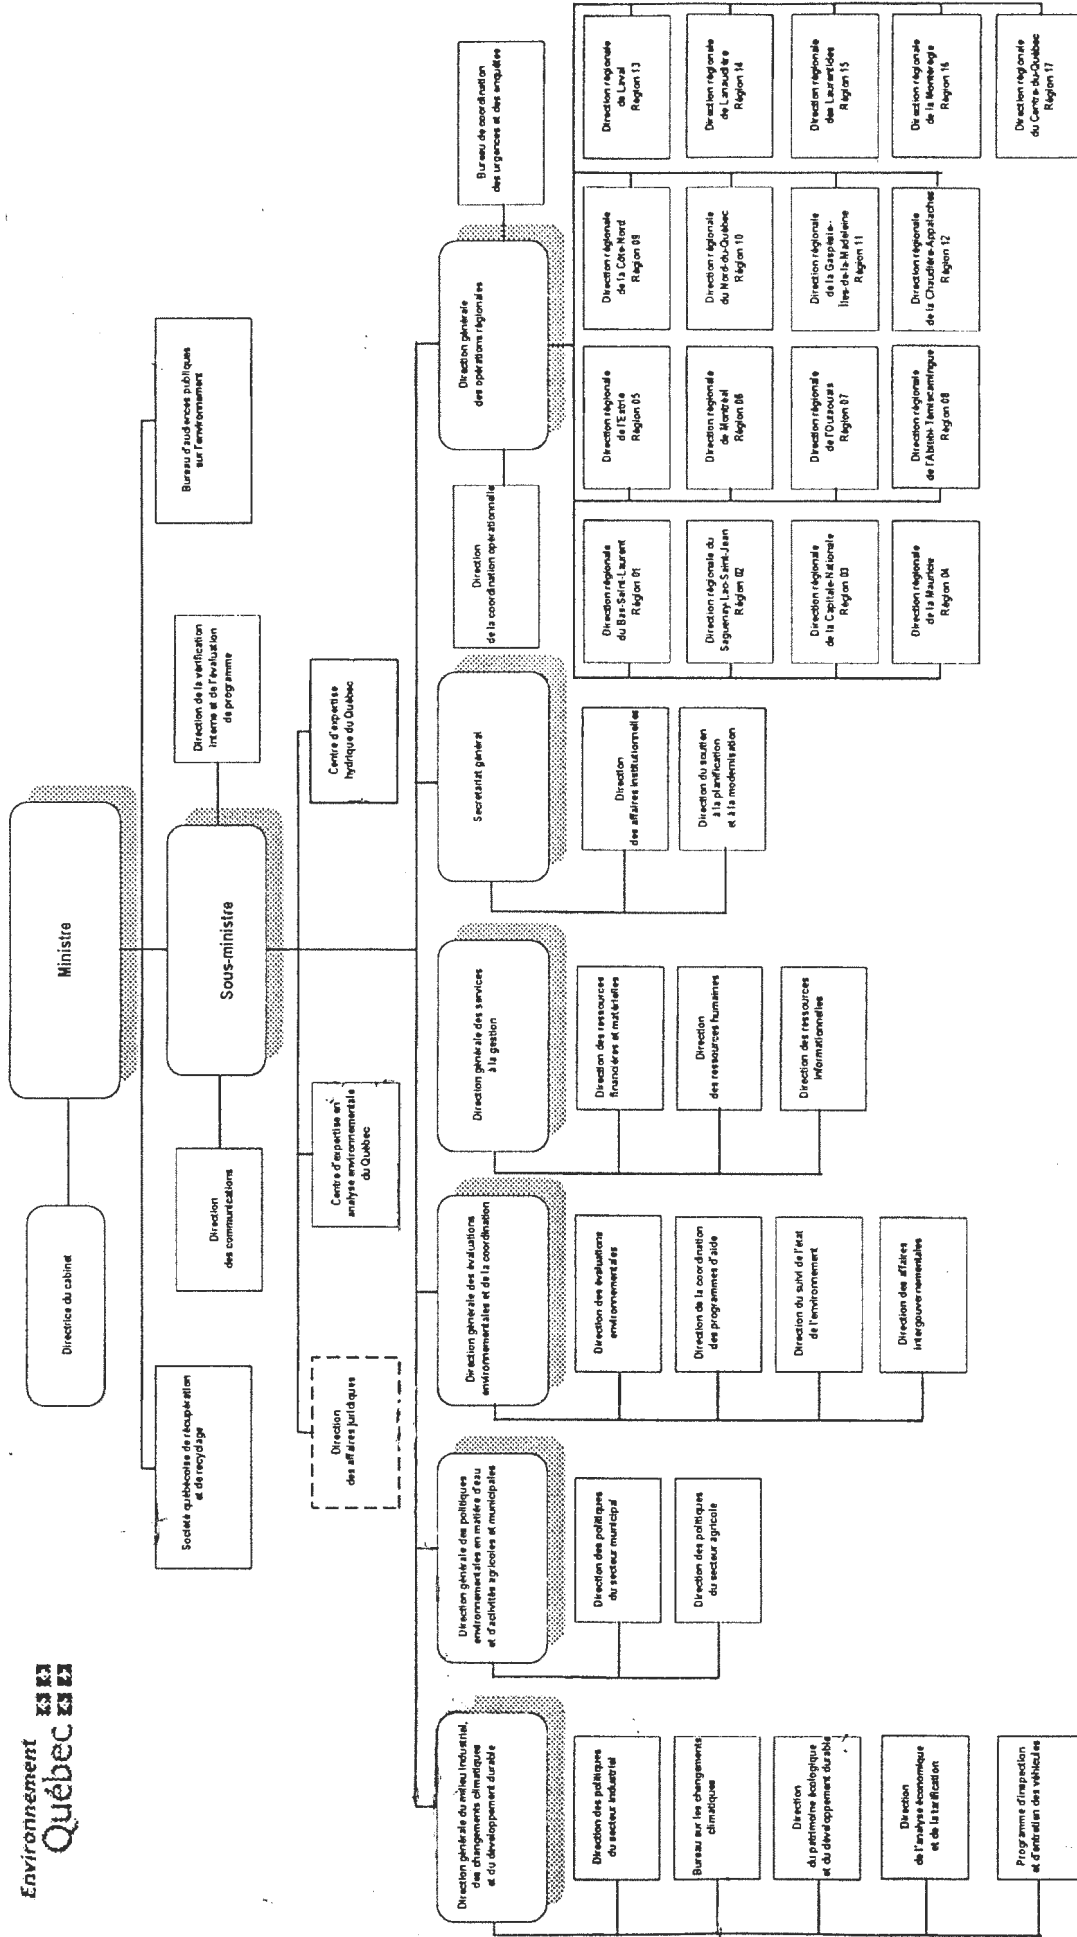 Environnement
Québec
Ministre
Directrice du cabinet
Société québécoise de récupération
et de recyclage
Bureau d'audiences publiques
sur l'environnement
Sous-ministre
Direction
des communications
Direction de la vérification
interne et de l'évaluation
de programme
Direction
des affaires juridiques
Centre d'expertise en
analyse environnementale
du Québec
Centre d'expertise
hydrique du Québec
Direction générale du milieu industriel,
des changements climatiques
et du développement durable
Direction des politiques
du secteur industriel
Bureau sur les changements
climatiques
Direction
du patrimoine écologique
et du développement durable
Direction
de l'analyse économique
et de la tarification
Programme d'inspection
et d'entretien des véhicules
Direction générale des politiques
environnementales en matière d'eau
et d'activités agricoles et municipales
Direction des politiques
du secteur municipal
Direction des politiques
du secteur agricole
Direction générale des évaluations
environnementales et de la coordination
Direction des évaluations
environnementales
Direction de la coordination
des programmes d'aide
Direction du suivi de l'état
de l'environnement
Direction des affaires
intergouvernementales
Direction générale des services
à la gestion
Direction des ressources
financières et matérielles
Direction
des ressources humaines
Direction des ressources
informationnelles
Secrétariat général
Direction
des affaires institutionnelles
Direction du soutien
à la planification
et à la modernisation
Direction générale
des opérations régionales
Direction
de la coordination opérationnelle
Bureau de coordination
des urgences et des enquêtes
Direction régionale
du Bas-Saint-Laurent
Région 01
Direction régionale du
Saguenay-Lac-Saint-Jean
Région 02
Direction régionale
de la Capitale-Nationale
Région 03
Direction régionale
de la Mauricie
Région 04
Direction régionale
de l'Estrie
Région 05
Direction régionale
de Montréal
Région 06
Direction régionale
de l'Outaouais
Région 07
Direction régionale
de l'Abitibi-Témiscamingue
Région 08
Direction régionale
de la Côte-Nord
Région 09
Direction régionale
du Nord-du-Québec
Région 10
Direction régionale
de la Gaspésie--
Îles-de-la-Madeleine
Région 11
Direction régionale
de la Chaudière-Appalaches
Région 12
Direction régionale
de Laval
Région 13
Direction régionale
de Lanaudière
Région 14
Direction régionale
des Laurentides
Région 15
Direction régionale
de la Montérégie
Région 16
Direction régionale
du Centre-du-Québec
Région 17